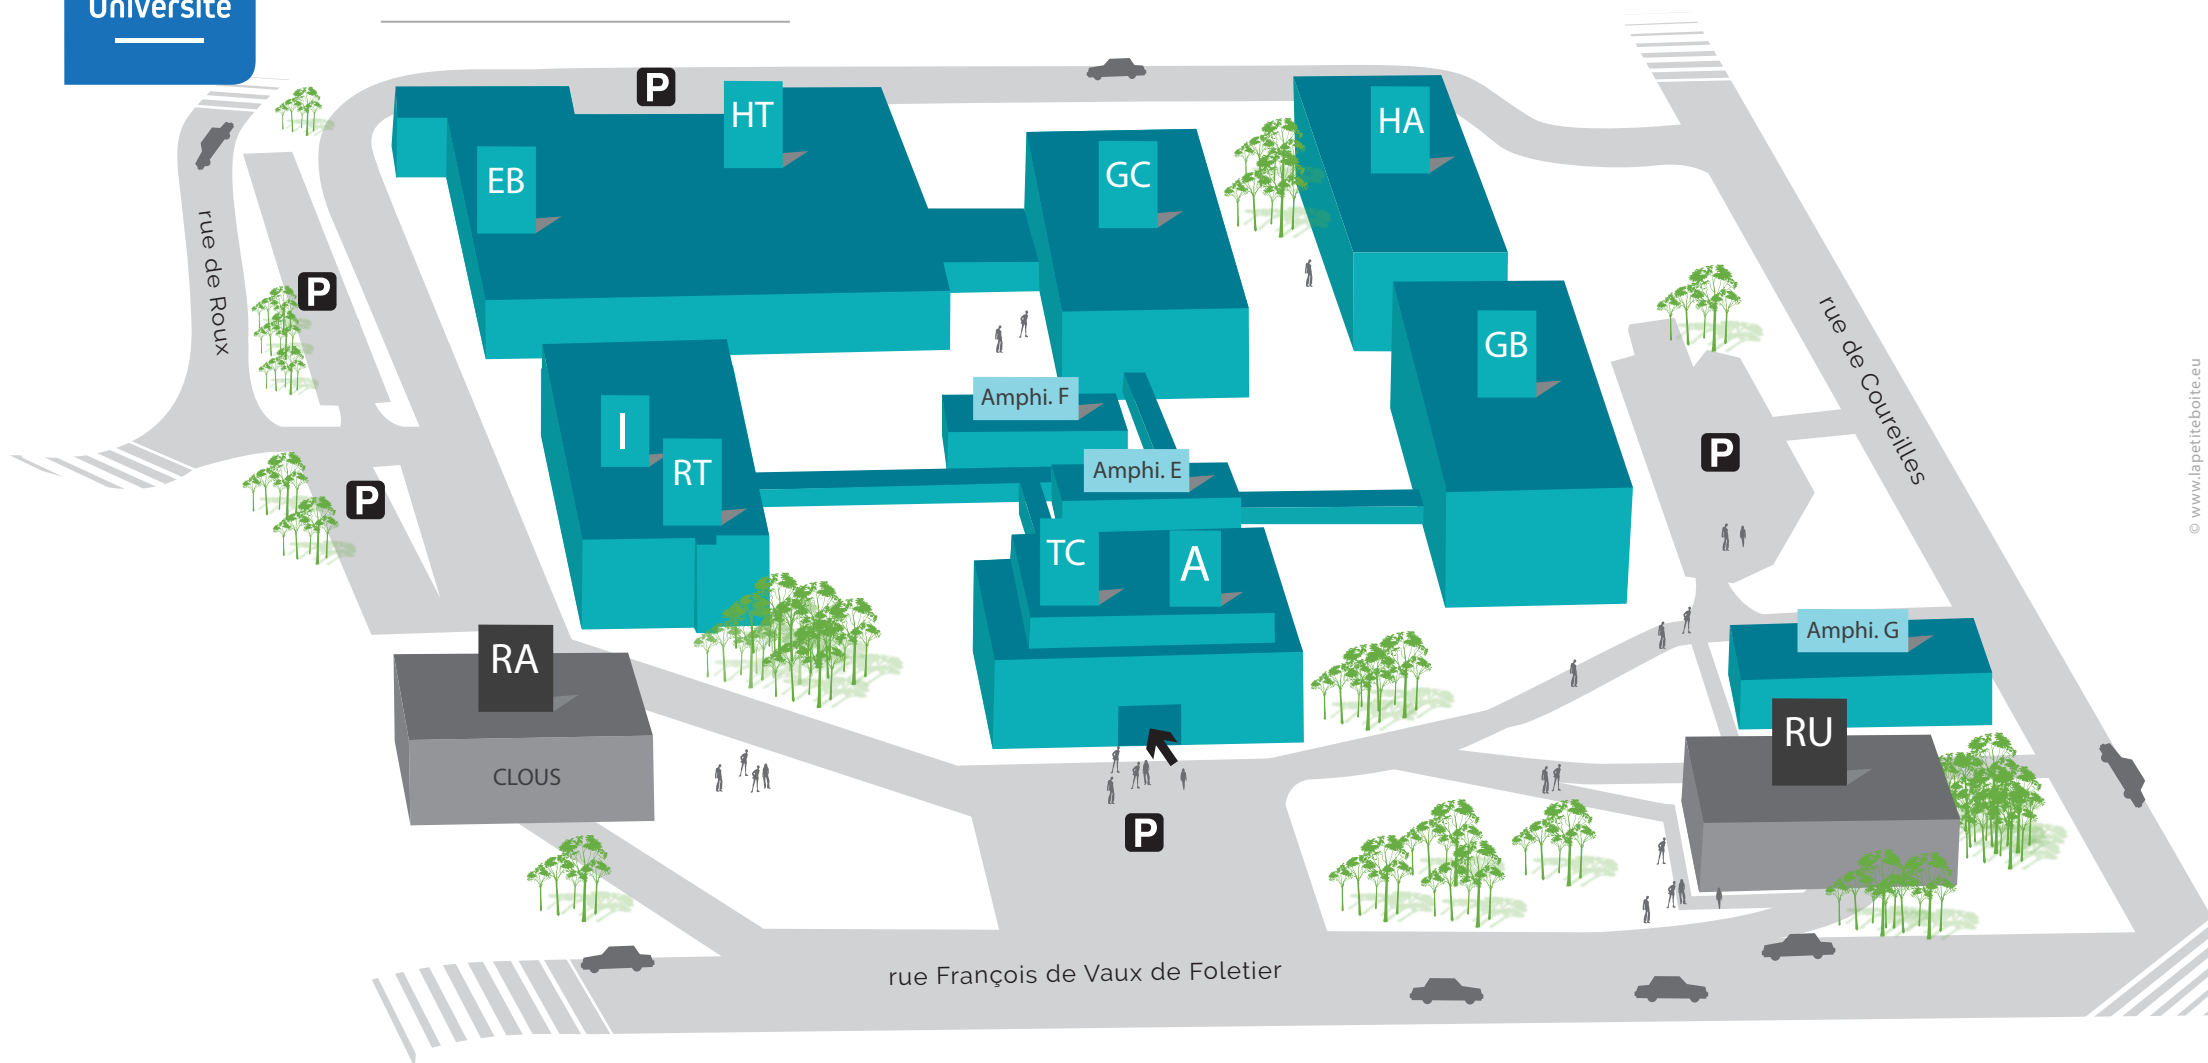 Université
P
HT
HA
EB
GC
rue de Roux
P
GB
rue de Coureilles
© www.lapetiteboite.eu
Amphi. F
I
RT
Amphi. E
P
P
TC
A
RA
Amphi. G
RU
CLOUS
P
rue François de Vaux de Foletier